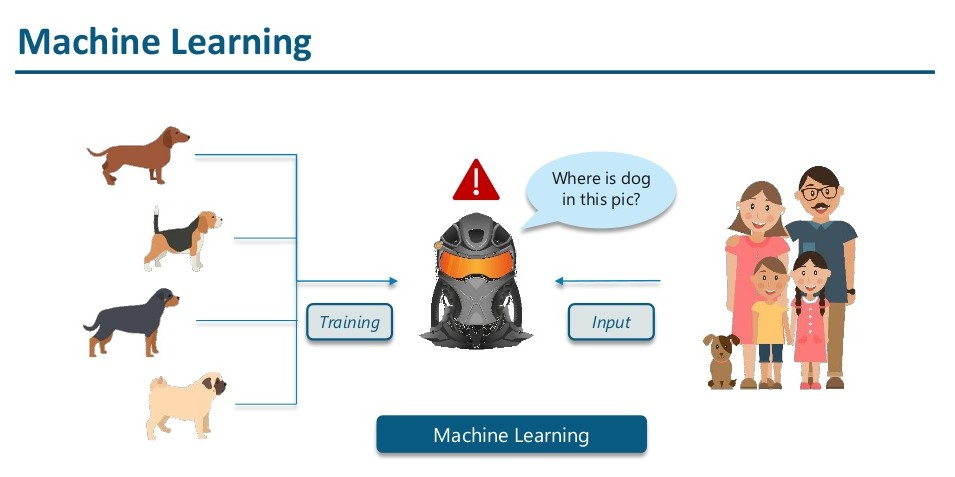 Machine Learning
Where is dog
in this pic?
Training
Input
Machine Learning